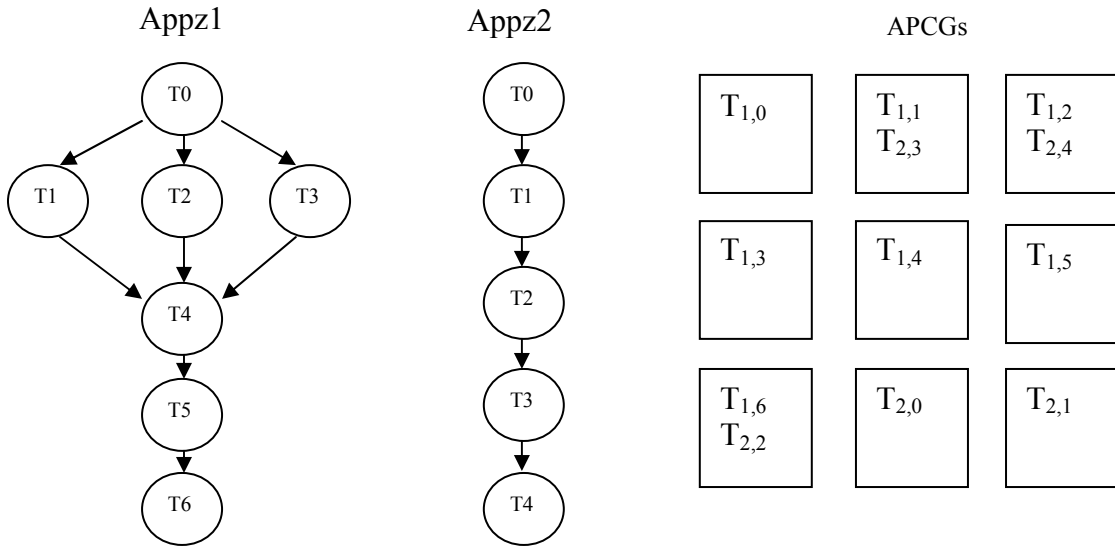 Appz1
Appz2
APCGs
T0
T1
T2
T3
T4
T5
T6
T0
T1
T2
T3
T4
T1,0
T1,1
T2,3
T1,2
T2,4
T1,3
T1,4
T1,5
T1,6
T2,2
T2,0
T2,1